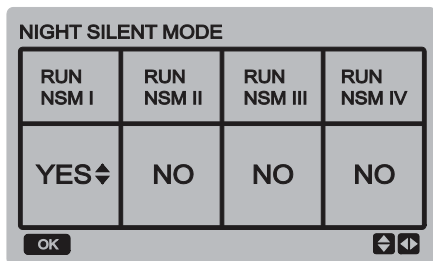 NIGHT SILENT MODE
RUN RUN RUN RUN
NSM I NSM II NSM III NSM IV
YES NO NO NO
OK